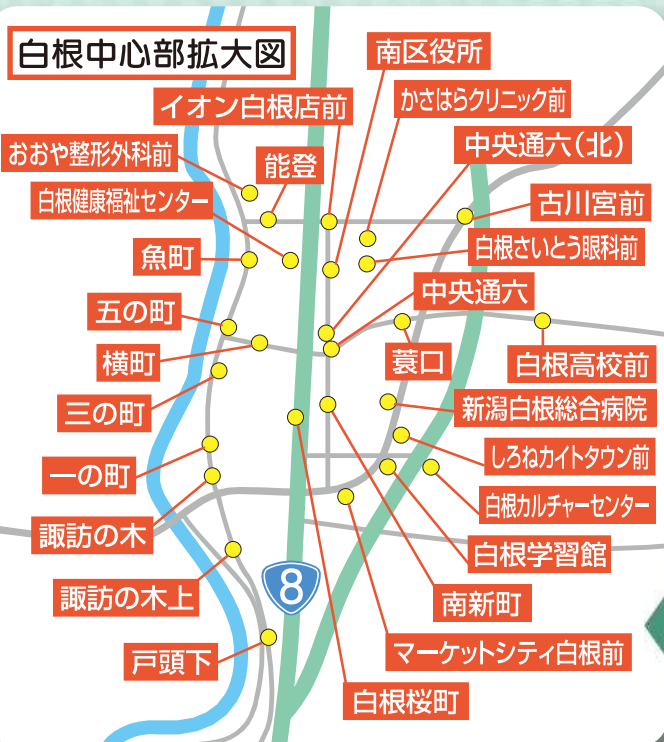 白根中心部拡大図
南区役所
イオン白根店前
かさはらクリニック前
おおや整形外科前
能登
中央通六(北)
白根健康福祉センター
古川宮前
魚町
白根さいとう眼科前
中央通六
五の町
横町
蓑口
白根高校前
三の町
新潟白根総合病院
一の町
しろねカイトタウン前
白根カルチャーセンター
諏訪の木
白根学習館
8
諏訪の木上
南新町
戸頭下
マーケットシティ白根前
白根桜町